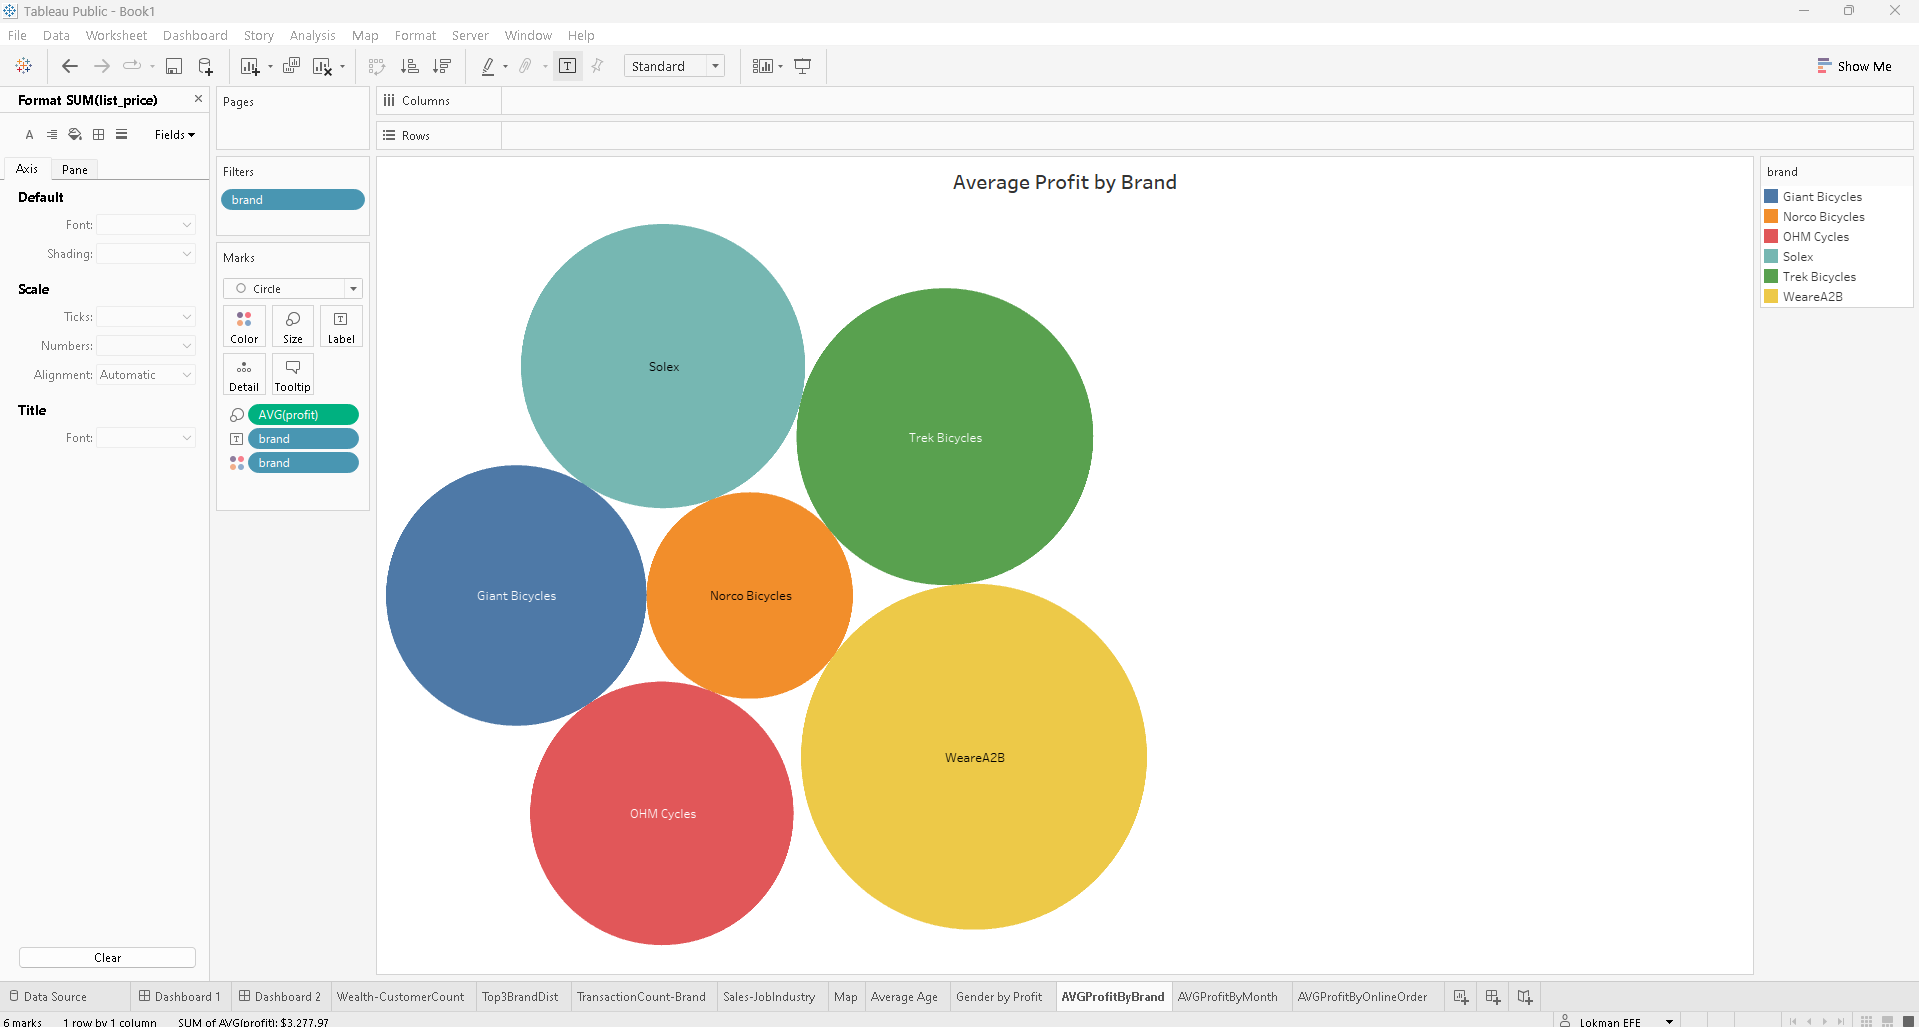 Tableau Public - Book1
File Data Worksheet Dashboard Story Analysis Map Format Server Window Help
Standard
Show Me
Format SUM(list_price)
Fields
Axis Pane
Default
Font:
Shading:
Scale
Ticks:
Numbers:
Alignment: Automatic
Title
Font:
Clear
Pages
Filters
brand
Marks
Circle
Color Size Label
Detail Tooltip
AVG(profit)
brand
brand
Columns
Rows
Average Profit by Brand
Solex
Trek Bicycles
Giant Bicycles
Norco Bicycles
WeareA2B
OHM Cycles
brand
Giant Bicycles
Norco Bicycles
OHM Cycles
Solex
Trek Bicycles
WeareA2B
Data Source Dashboard 1 Dashboard 2 Wealth-CustomerCount Top3BrandDist TransactionCount-Brand Sales-JobIndustry Map Average Age Gender by Profit AVGProfitByBrand AVGProfitByMonth AVGProfitByOnlineOrder
6 marks 1 row by 1 column SUM of AVG(profit): $3,277.97 Lokman EFE